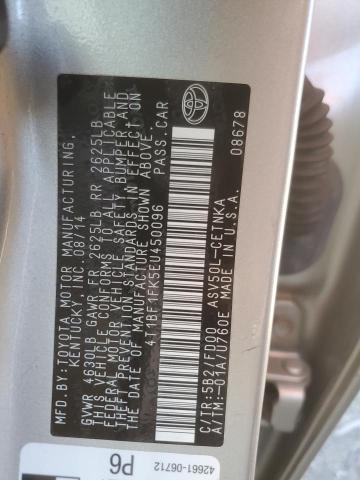 MFD.BY:TOYOTA MOTOR MANUFACTURING,
KENTUCKY, INC. 08/14
GVWR 4630LB GAWR FR 2625LB RR 2625LB
THIS VEHICLE CONFORMS TO ALL APPLICABLE
FEDERAL MOTOR VEHICLE SAFETY, BUMPER, AND
THEFT PREVENTION STANDARDS IN EFFECT ON
THE DATE OF MANUFACTURE SHOWN ABOVE.
4T1BF1FK5EU450096 PASS.CAR
C/TR:5B2/FD00 ASV50L-CETNKA
A/TM:-01A/U760E MADE IN U.S.A.
08678
42661-06712
P6